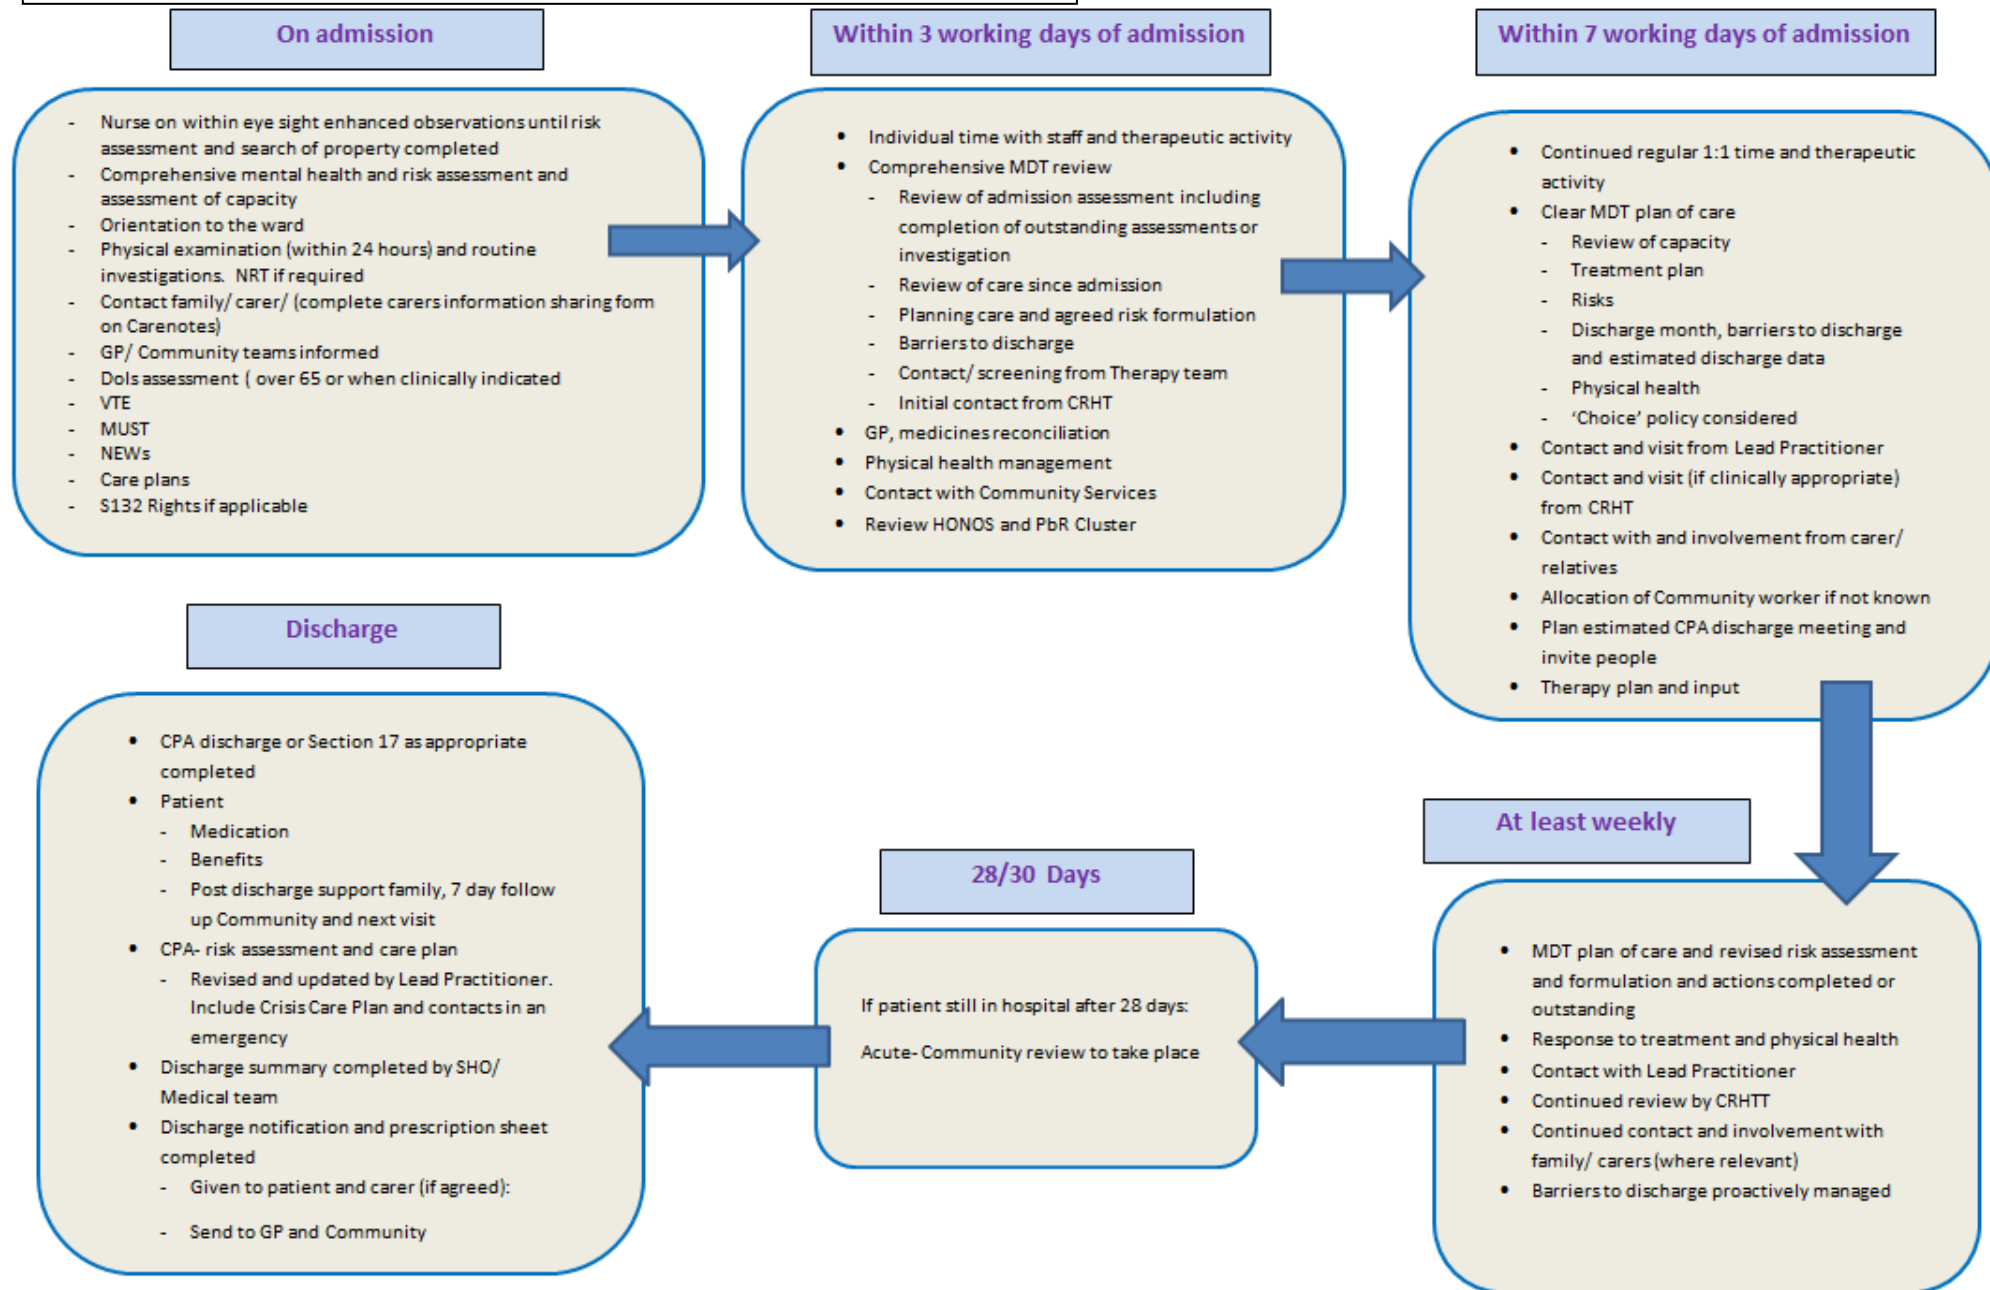 On admission
- Nurse on within eye sight enhanced observations until risk
assessment and search of property completed
- Comprehensive mental health and risk assessment and
assessment of capacity
- Orientation to the ward
- Physical examination (within 24 hours) and routine
investigations. NRT if required
- Contact family/ carer/ (complete carers information sharing form
on Carenotes)
- GP/ Community teams informed
- Dols assessment ( over 65 or when clinically indicated
- VTE
- MUST
- NEWs
- Care plans
- S132 Rights if applicable
Within 3 working days of admission
• Individual time with staff and therapeutic activity
• Comprehensive MDT review
- Review of admission assessment including
completion of outstanding assessments or
investigation
- Review of care since admission
- Planning care and agreed risk formulation
- Barriers to discharge
- Contact/ screening from Therapy team
- Initial contact from CRHT
• GP, medicines reconciliation
• Physical health management
• Contact with Community Services
• Review HONOS and PbR Cluster
Within 7 working days of admission
• Continued regular 1:1 time and therapeutic
activity
• Clear MDT plan of care
- Review of capacity
- Treatment plan
- Risks
- Discharge month, barriers to discharge
and estimated discharge data
- Physical health
- ‘Choice’ policy considered
• Contact and visit from Lead Practitioner
• Contact and visit (if clinically appropriate)
from CRHT
• Contact with and involvement from carer/
relatives
• Allocation of Community worker if not known
• Plan estimated CPA discharge meeting and
invite people
• Therapy plan and input
At least weekly
• MDT plan of care and revised risk assessment
and formulation and actions completed or
outstanding
• Response to treatment and physical health
• Contact with Lead Practitioner
• Continued review by CRHTT
• Continued contact and involvement with
family/ carers (where relevant)
• Barriers to discharge proactively managed
28/30 Days
If patient still in hospital after 28 days:
Acute- Community review to take place
Discharge
• CPA discharge or Section 17 as appropriate
completed
• Patient
- Medication
- Benefits
- Post discharge support family, 7 day follow
up Community and next visit
• CPA- risk assessment and care plan
- Revised and updated by Lead Practitioner.
Include Crisis Care Plan and contacts in an
emergency
• Discharge summary completed by SHO/
Medical team
• Discharge notification and prescription sheet
completed
- Given to patient and carer (if agreed):
- Send to GP and Community